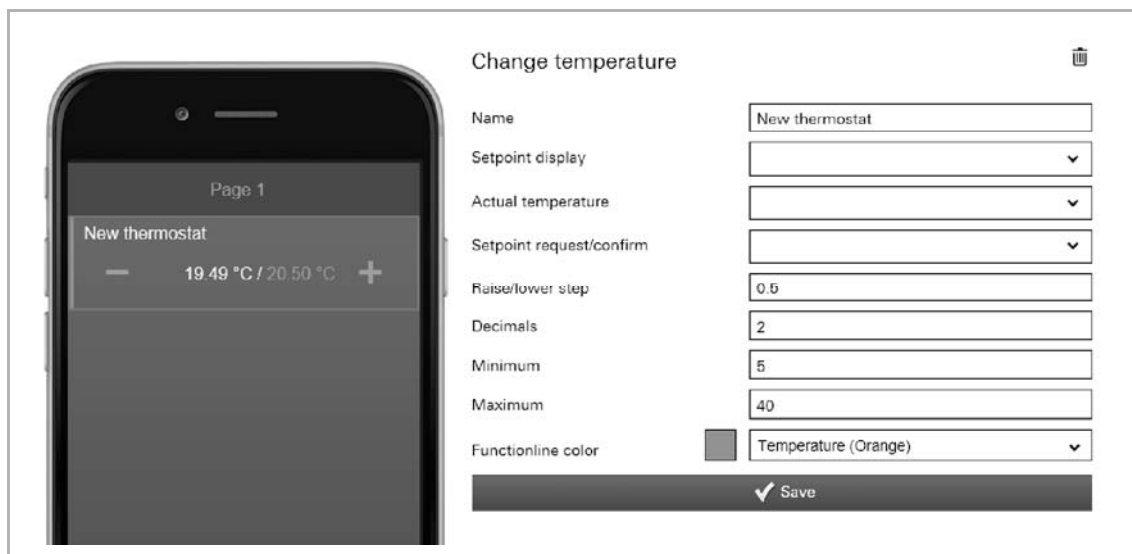 Page 1
New thermostat
19.49 °C / 20.50 °C
Change temperature
Name New thermostat
Setpoint display
Actual temperature
Setpoint request/confirm
Raise/lower step 0.5
Decimals 2
Minimum 5
Maximum 40
Functionline color Temperature (Orange)
Save